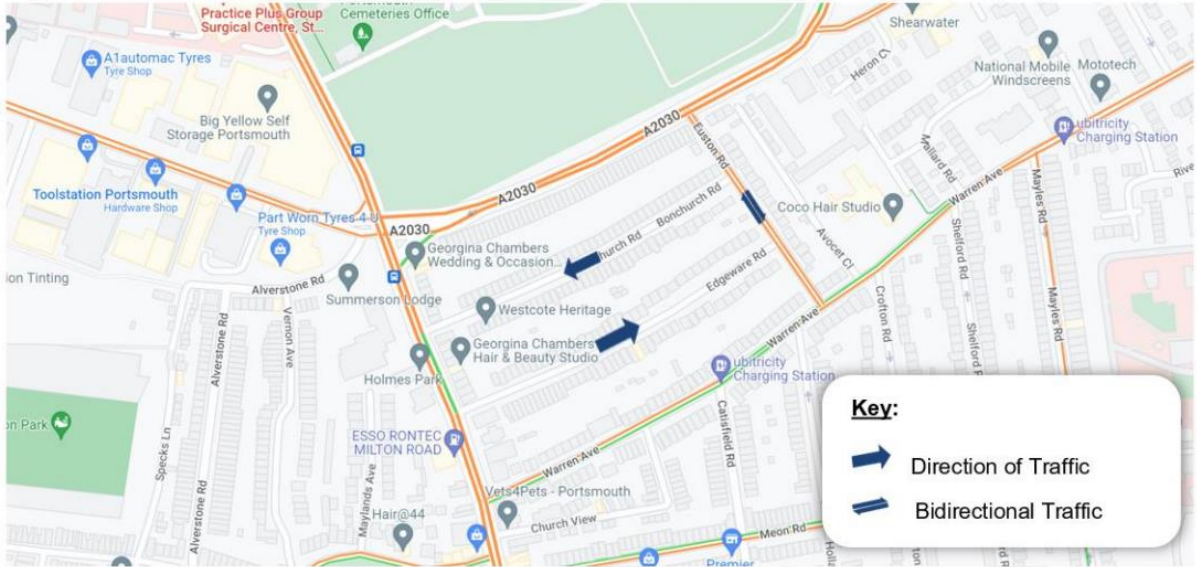 Practice Plus Group
Surgical Centre, St...
Cemeteries Office
Shearwater
A1automac Tyres
Tyre Shop
Heron Cl
National Mobile
Windscreens
Mototech
Big Yellow Self
Storage Portsmouth
A2030
Euston Rd
ubitricity
Charging Station
Mallard Rd
Warren Ave
Mayles Rd
Toolstation Portsmouth
Hardware Shop
A2030
Bonchurch Rd
Coco Hair Studio
Part Worn Tyres 4 U
Tyre Shop
A2030
Georgina Chambers
Wedding & Occasion...
church Rd
Avocet Cl
Shelford Rd
Mayles Rd
ion Tinting
Alverstone Rd
Summerson Lodge
Edgeware Rd
Westcote Heritage
Vernon Ave
Alverstone Rd
Georgina Chambers
Hair & Beauty Studio
Warren Ave
Crofton Rd
Shelford Rd
Holmes Park
ubitricity
Charging Station
on Park
Specks Ln
ESSO RONTEC
MILTON ROAD
Catisfield Rd
Warren Ave
Alverstone Rd
Maylands Ave
Vets4Pets - Portsmouth
Hair@44
Church View
Meon Rd
Premier
Key:
Direction of Traffic
Bidirectional Traffic